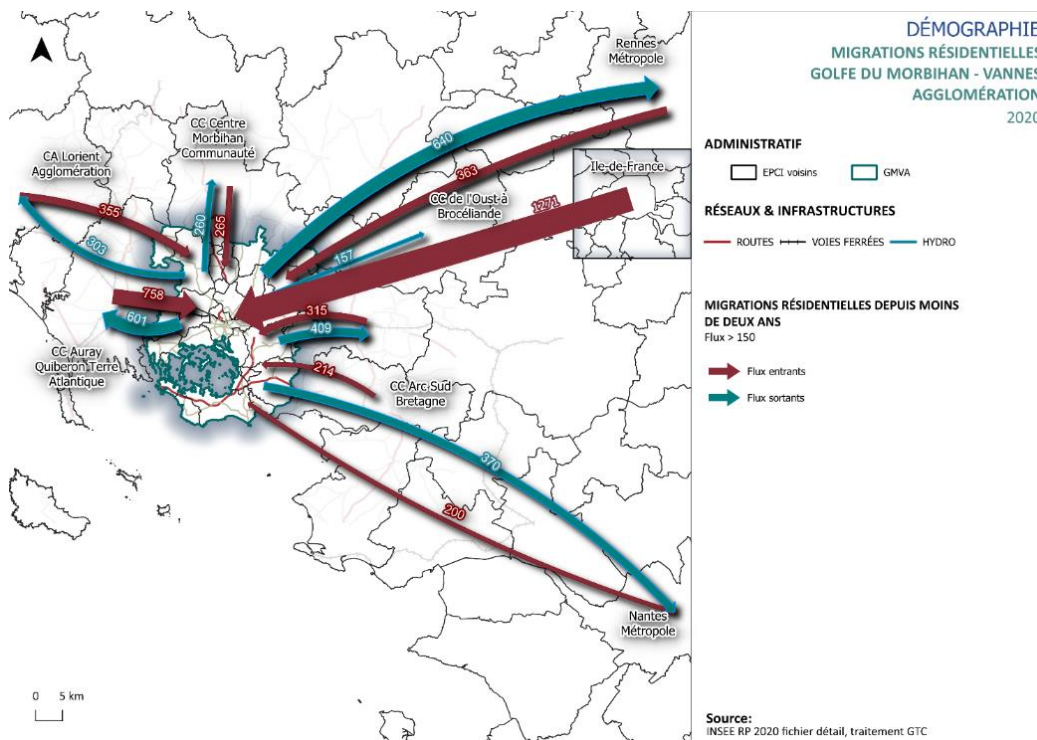 DÉMOGRAPHIE
MIGRATIONS RÉSIDENTIELLES
GOLFE DU MORBIHAN - VANNES
AGGLOMÉRATION
2020
ADMINISTRATIF
EPCI voisins
GMVA
RÉSEAUX & INFRASTRUCTURES
ROUTES
VOIES FERRÉES
HYDRO
MIGRATIONS RÉSIDENTIELLES DEPUIS MOINS
DE DEUX ANS
Flux > 150
Flux entrants
Flux sortants
Source:
INSEE RP 2020 fichier détail, traitement GTC
Rennes
Métropole
CC Centre
Morbihan
Communauté
CA Lorient
Agglomération
Ile-de-France
CC de l'Oust à
Brocéliande
CC Auray
Quiberon Terre
Atlantique
CC Arc Sud
Bretagne
Nantes
Métropole
640
363
1271
355
303
260
265
157
758
601
315
409
214
370
200
0 5 km